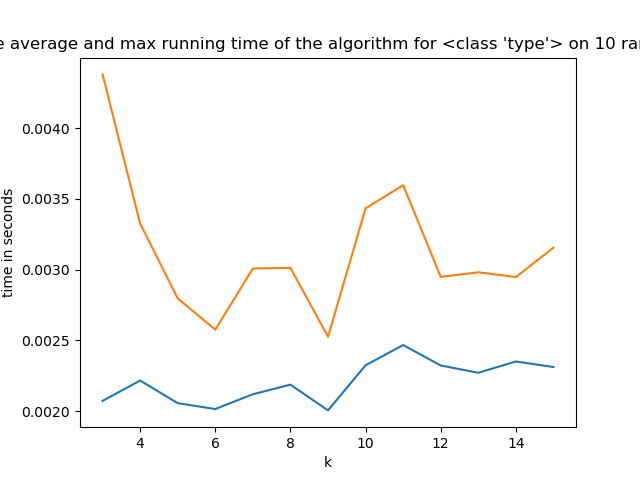 average and max running time of the algorithm for <class 'type'> on 10
time in seconds
0.0040
0.0035
0.0030
0.0025
0.0020
4 6 8 10 12 14
k